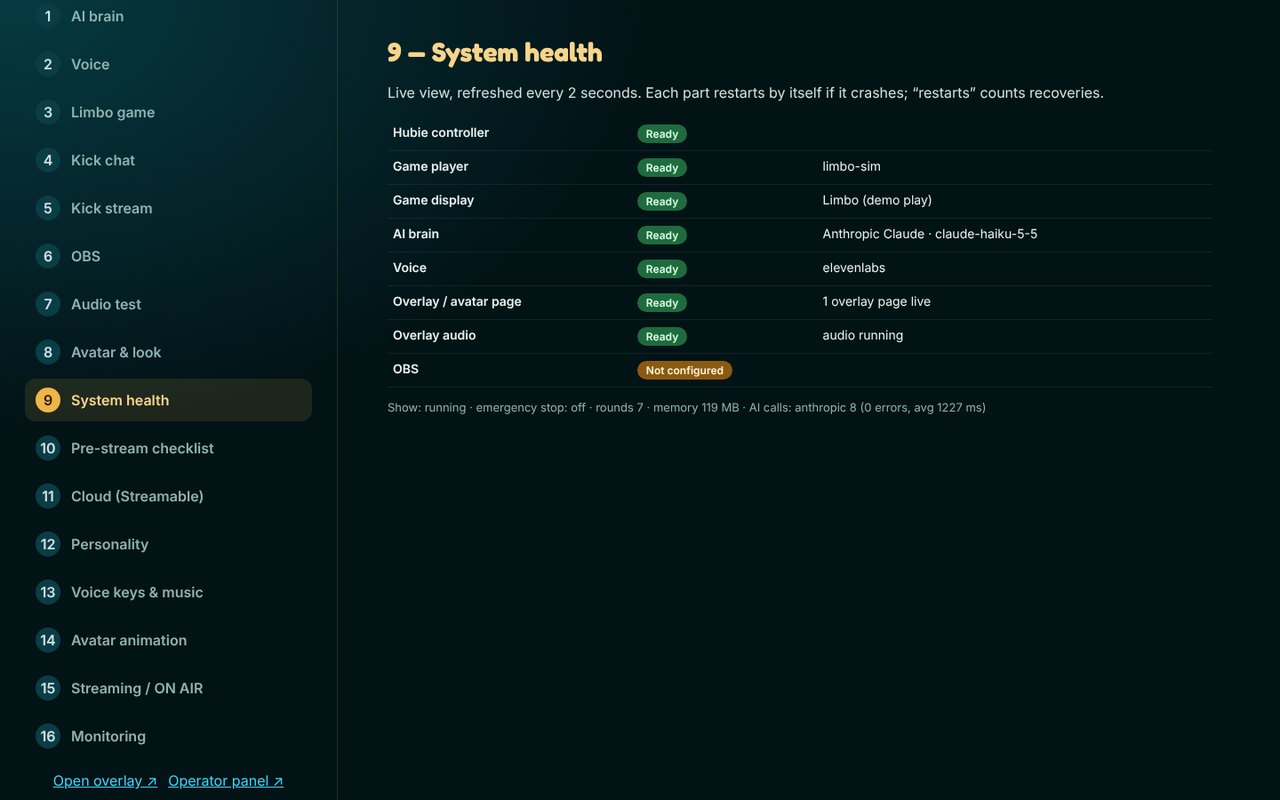 1 AI brain
2 Voice
3 Limbo game
4 Kick chat
5 Kick stream
6 OBS
7 Audio test
8 Avatar & look
9 System health
10 Pre-stream checklist
11 Cloud (Streamable)
12 Personality
13 Voice keys & music
14 Avatar animation
15 Streaming / ON AIR
16 Monitoring
Open overlay ↗ Operator panel ↗
9 — System health
Live view, refreshed every 2 seconds. Each part restarts by itself if it crashes; “restarts” counts recoveries.
Hubie controller Ready
Game player Ready limbo-sim
Game display Ready Limbo (demo play)
AI brain Ready Anthropic Claude · claude-haiku-5-5
Voice Ready elevenlabs
Overlay / avatar page Ready 1 overlay page live
Overlay audio Ready audio running
OBS Not configured
Show: running · emergency stop: off · rounds 7 · memory 119 MB · AI calls: anthropic 8 (0 errors, avg 1227 ms)